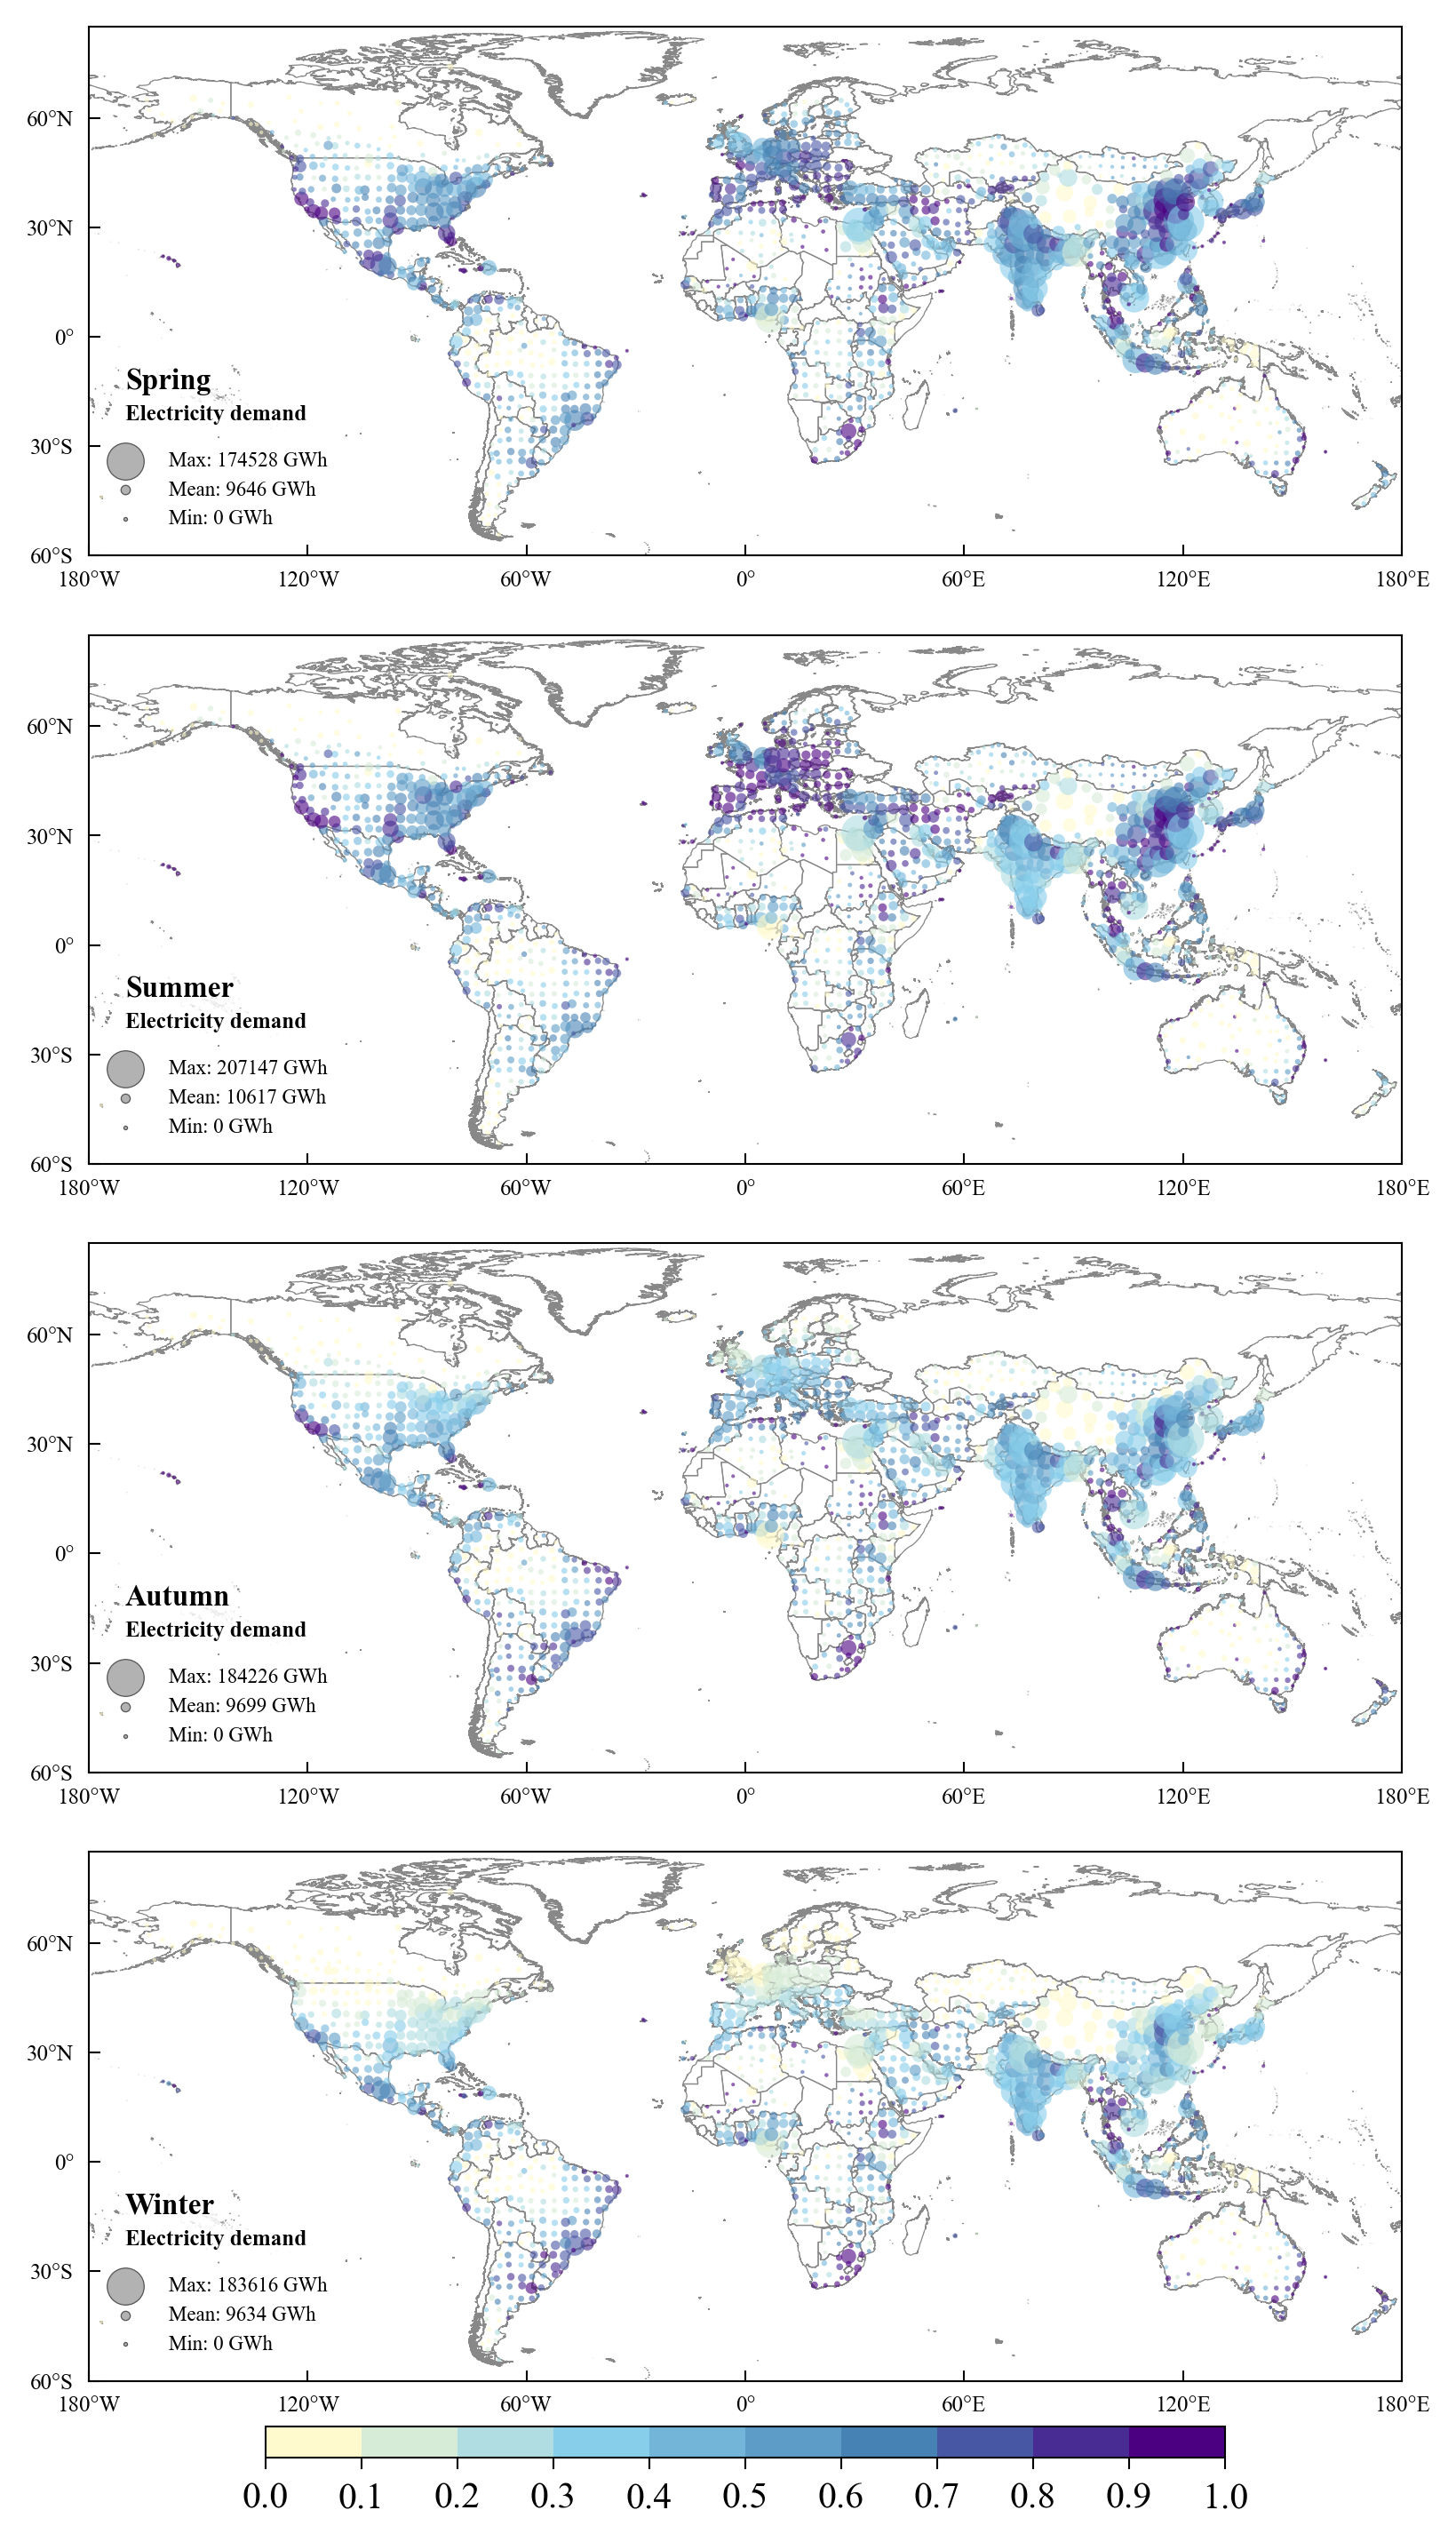 60°N
30°N
0°
30°S
60°S
Spring
Electricity demand
Max: 174528 GWh
Mean: 9646 GWh
Min: 0 GWh
180°W 120°W 60°W 0° 60°E 120°E 180°E
60°N
30°N
0°
30°S
60°S
Summer
Electricity demand
Max: 207147 GWh
Mean: 10617 GWh
Min: 0 GWh
180°W 120°W 60°W 0° 60°E 120°E 180°E
60°N
30°N
0°
30°S
60°S
Autumn
Electricity demand
Max: 184226 GWh
Mean: 9699 GWh
Min: 0 GWh
180°W 120°W 60°W 0° 60°E 120°E 180°E
60°N
30°N
0°
30°S
60°S
Winter
Electricity demand
Max: 183616 GWh
Mean: 9634 GWh
Min: 0 GWh
180°W 120°W 60°W 0° 60°E 120°E 180°E
0.0 0.1 0.2 0.3 0.4 0.5 0.6 0.7 0.8 0.9 1.0